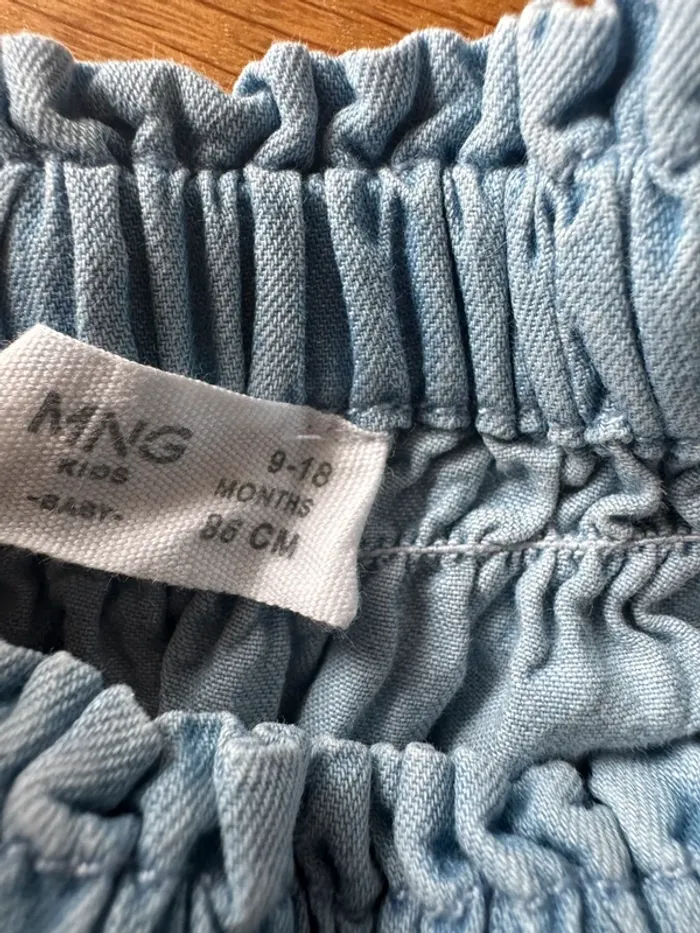 MNG
KIDS
-BABY-
9-18
MONTHS
86 CM